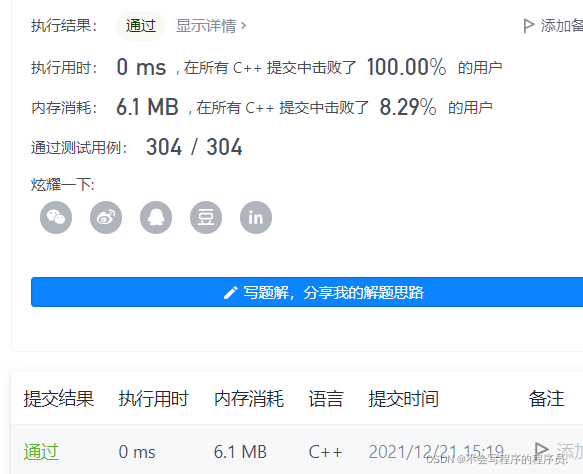 执行结果： 通过 显示详情 › 添加备
执行用时： 0 ms , 在所有 C++ 提交中击败了 100.00% 的用户
内存消耗： 6.1 MB , 在所有 C++ 提交中击败了 8.29% 的用户
通过测试用例： 304 / 304
炫耀一下:
豆 in
写题解，分享我的解题思路
提交结果 执行用时 内存消耗 语言 提交时间 备注
通过 0 ms 6.1 MB C++ 2021/12/21 15:19 添加
CSDN @不会写程序的程序员.